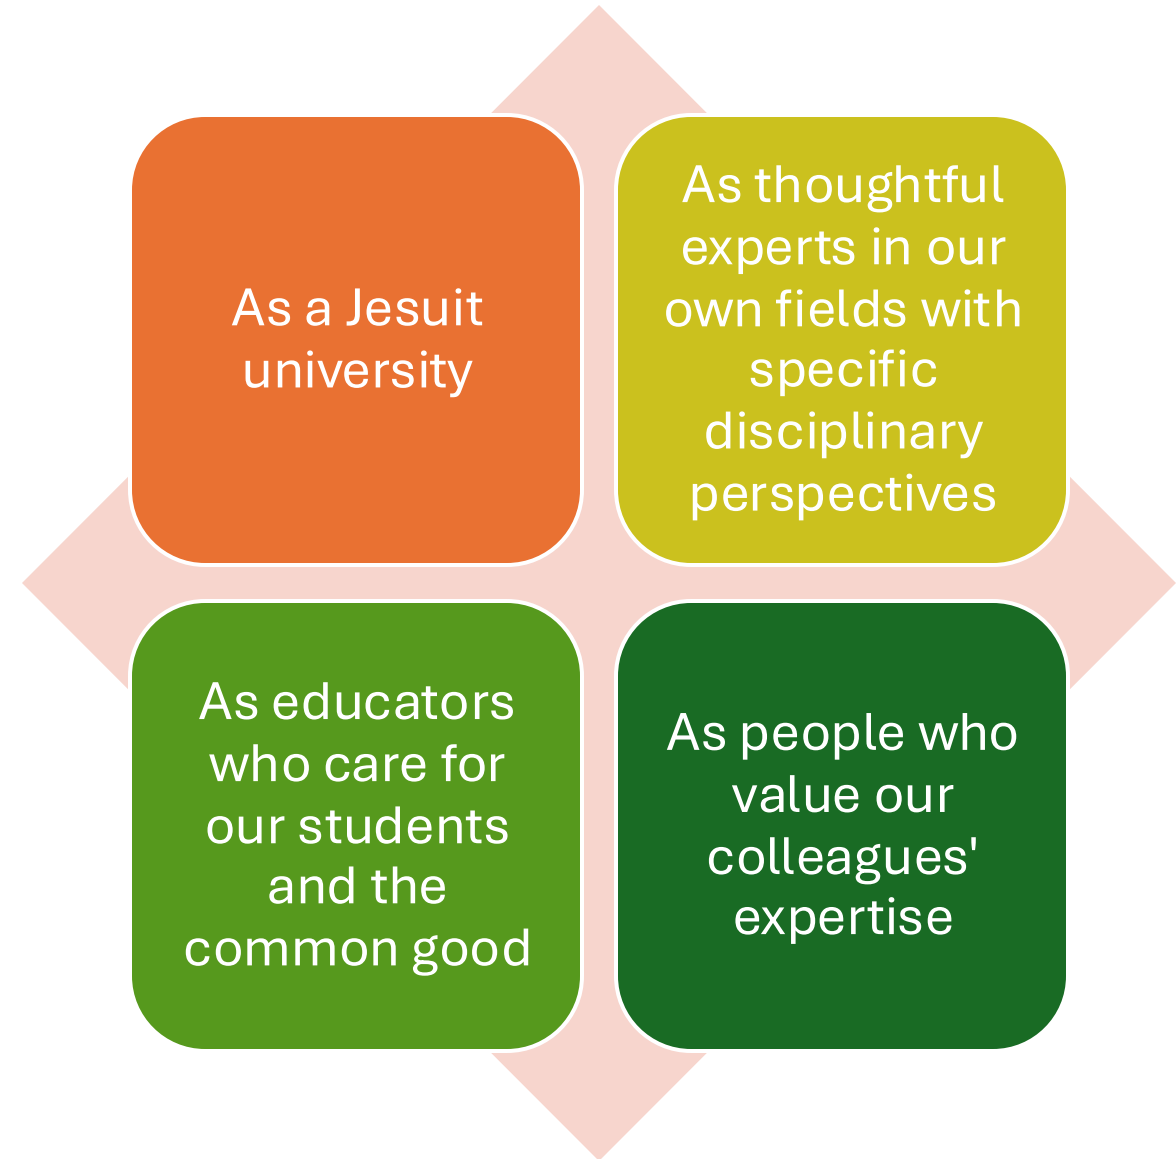 As a Jesuit
university
As thoughtful
experts in our
own fields with
specific
disciplinary
perspectives
As educators
who care for
our students
and the
common good
As people who
value our
colleagues'
expertise